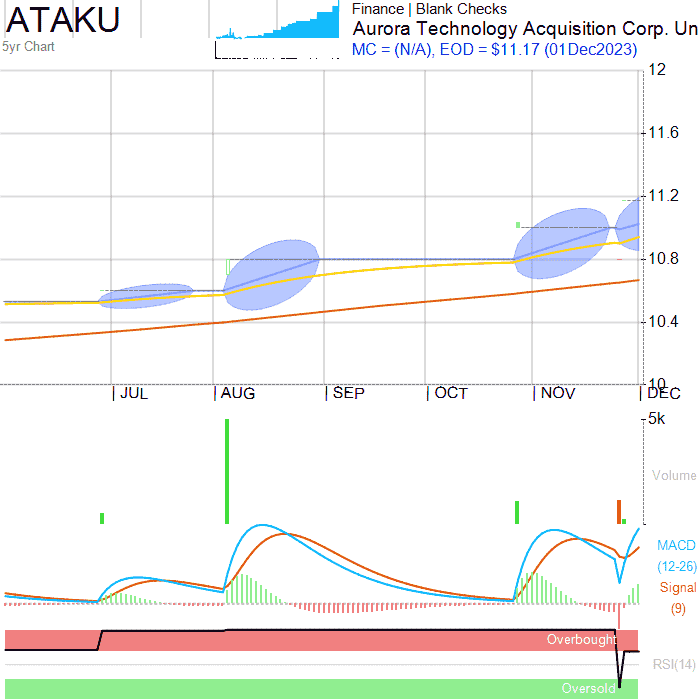 ATAKU
5yr Chart
Finance | Blank Checks
Aurora Technology Acquisition Corp. Un
MC = (N/A), EOD = $11.17 (01Dec2023)
12
11.6
11.2
10.8
10.4
10
JUL
AUG
SEP
OCT
NOV
DEC
5k
Volume
MACD
(12-26)
Signal
(9)
Overbought
RSI(14)
Oversold